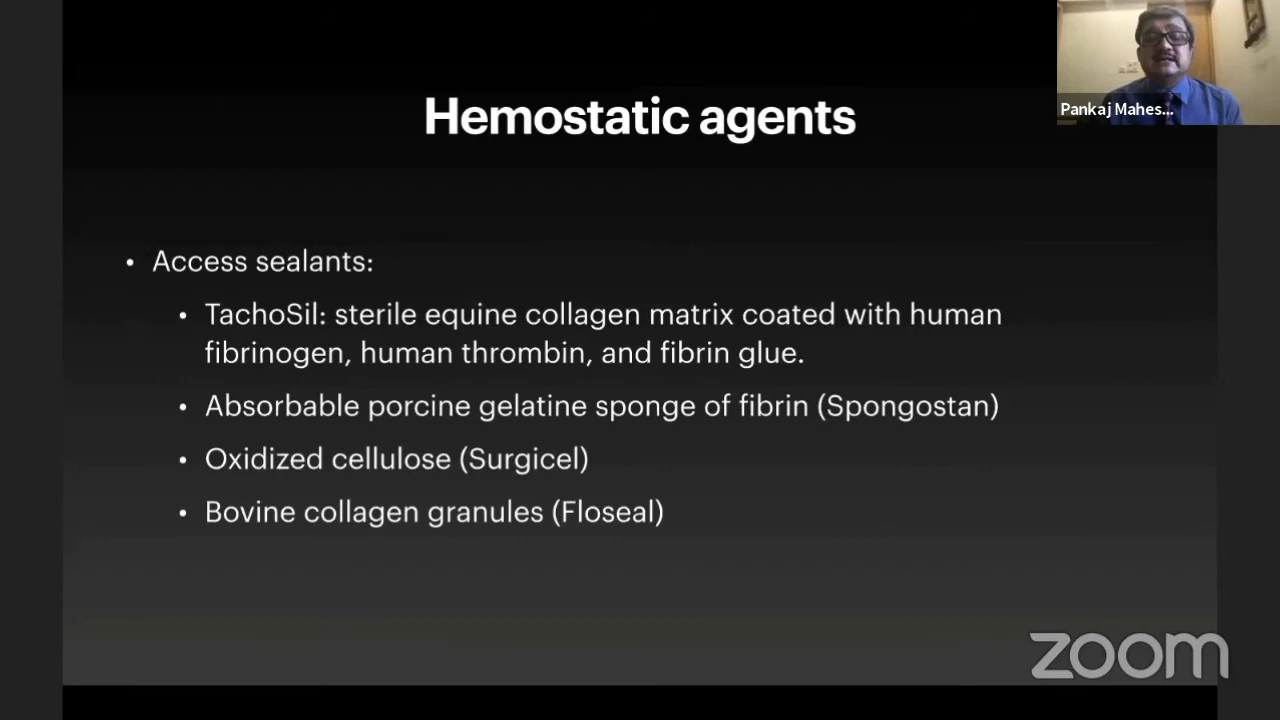 Hemostatic agents
Pankaj Mahes...
• Access sealants:
• TachoSil: sterile equine collagen matrix coated with human
fibrinogen, human thrombin, and fibrin glue.
• Absorbable porcine gelatine sponge of fibrin (Spongostan)
• Oxidized cellulose (Surgicel)
• Bovine collagen granules (Floseal)
zoom